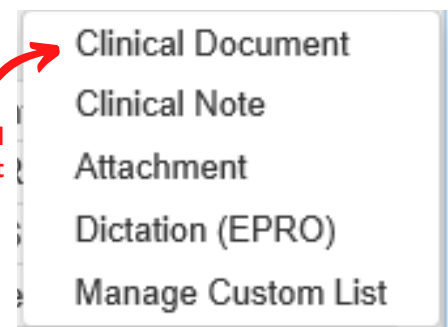 Clinical Document
Clinical Note
Attachment
Dictation (EPRO)
Manage Custom List